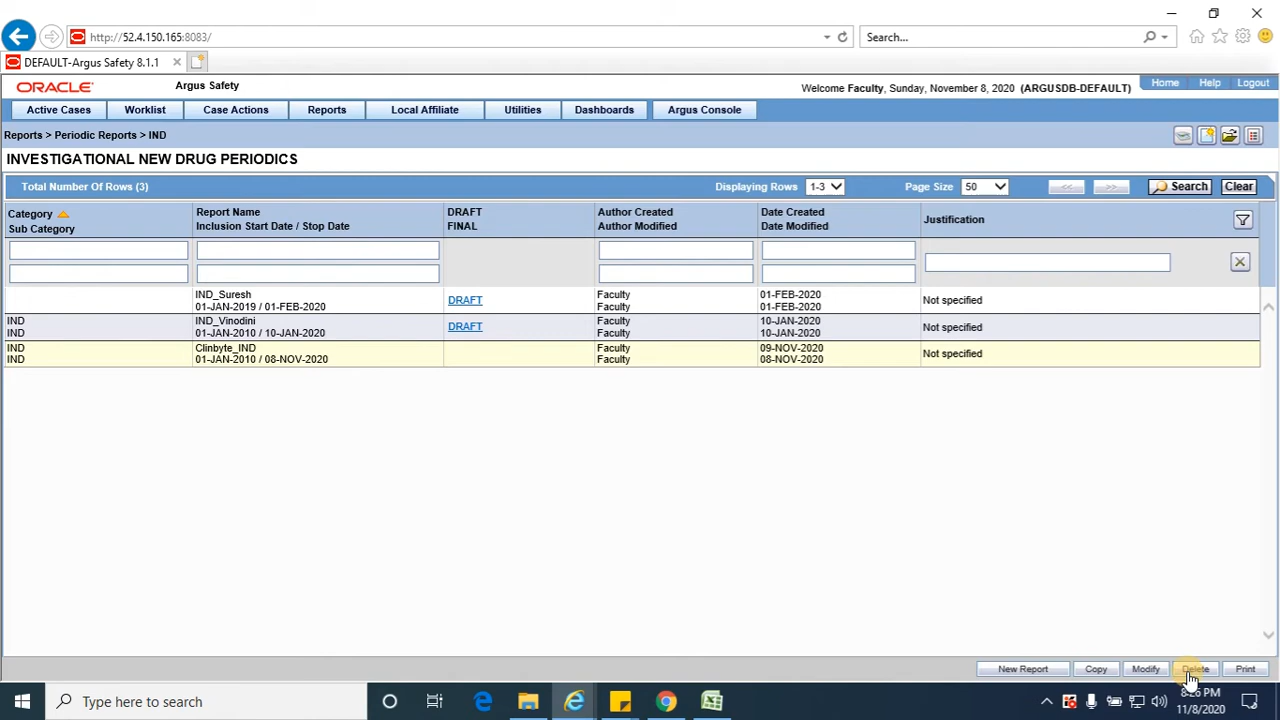 http://52.4.150.165:8083/
Search...
DEFAULT-Argus Safety 8.1.1
ORACLE
Argus Safety
Welcome Faculty, Sunday, November 8, 2020 (ARGUSDB-DEFAULT)
Home Help Logout
Active Cases Worklist Case Actions Reports Local Affiliate Utilities Dashboards Argus Console
Reports > Periodic Reports > IND
INVESTIGATIONAL NEW DRUG PERIODICS
Total Number Of Rows (3) Displaying Rows 1-3 Page Size 50 << >> Search Clear
Category Report Name DRAFT Author Created Date Created Justification
Sub Category Inclusion Start Date / Stop Date FINAL Author Modified Date Modified
IND_Suresh DRAFT Faculty 01-FEB-2020 Not specified
01-JAN-2019 / 01-FEB-2020 Faculty 01-FEB-2020
IND IND_Vinodini DRAFT Faculty 10-JAN-2020 Not specified
IND 01-JAN-2010 / 10-JAN-2020 Faculty 10-JAN-2020
IND Clinbyte_IND Faculty 09-NOV-2020 Not specified
IND 01-JAN-2010 / 08-NOV-2020 Faculty 08-NOV-2020
New Report Copy Modify Delete Print
Type here to search
8:26 PM
11/8/2020